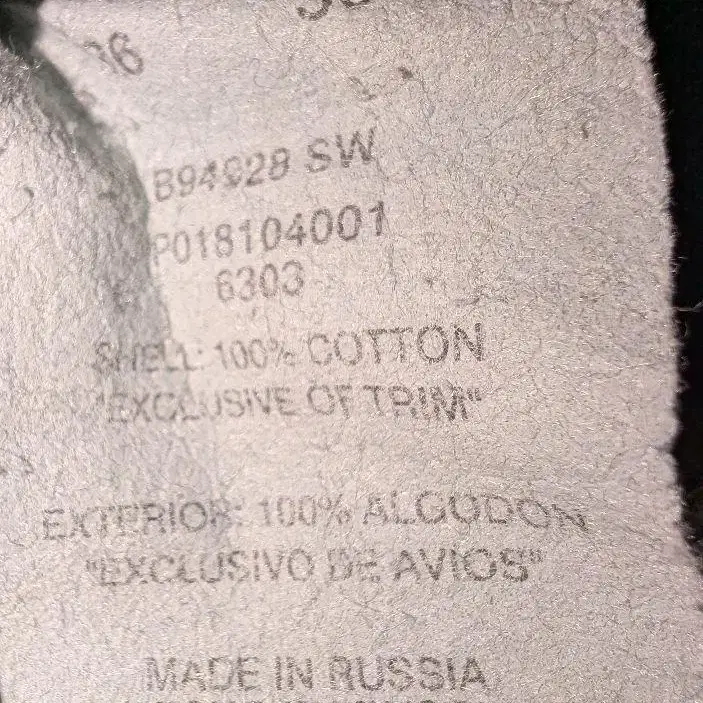 36
B94928 SW
P018104001
6303
SHELL: 100% COTTON
"EXCLUSIVE OF TRIM"
EXTERIOR: 100% ALGODON
"EXCLUSIVO DE AVIOS"
MADE IN RUSSIA